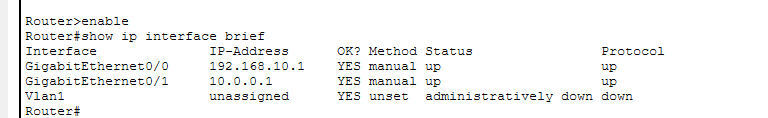 Router>enable
Router#show ip interface brief
Interface              IP-Address      OK? Method Status                Protocol
GigabitEthernet0/0     192.168.10.1    YES manual up                    up
GigabitEthernet0/1     10.0.0.1        YES manual up                    up
Vlan1                  unassigned      YES unset  administratively down down
Router#